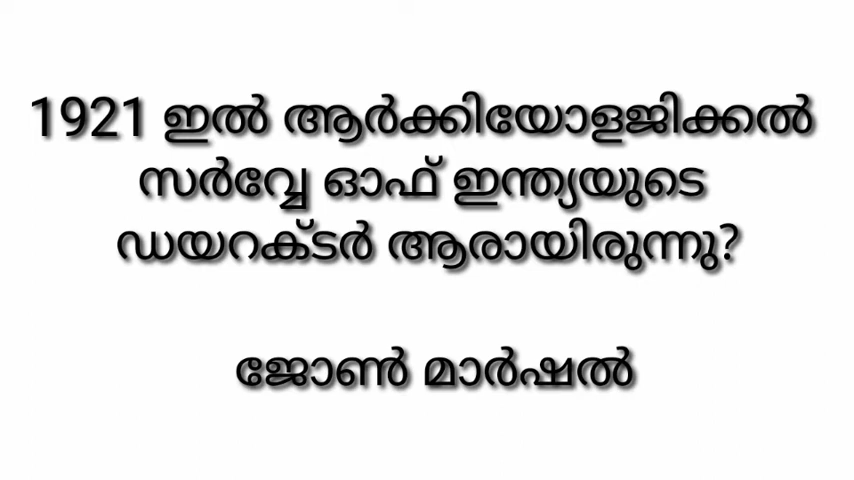 1921 ഇൽ ആർക്കിയോളജിക്കൽ
സർവ്വേ ഓഫ് ഇന്ത്യയുടെ
ഡയറക്ടർ ആരായിരുന്നു?
ജോൺ മാർഷൽ